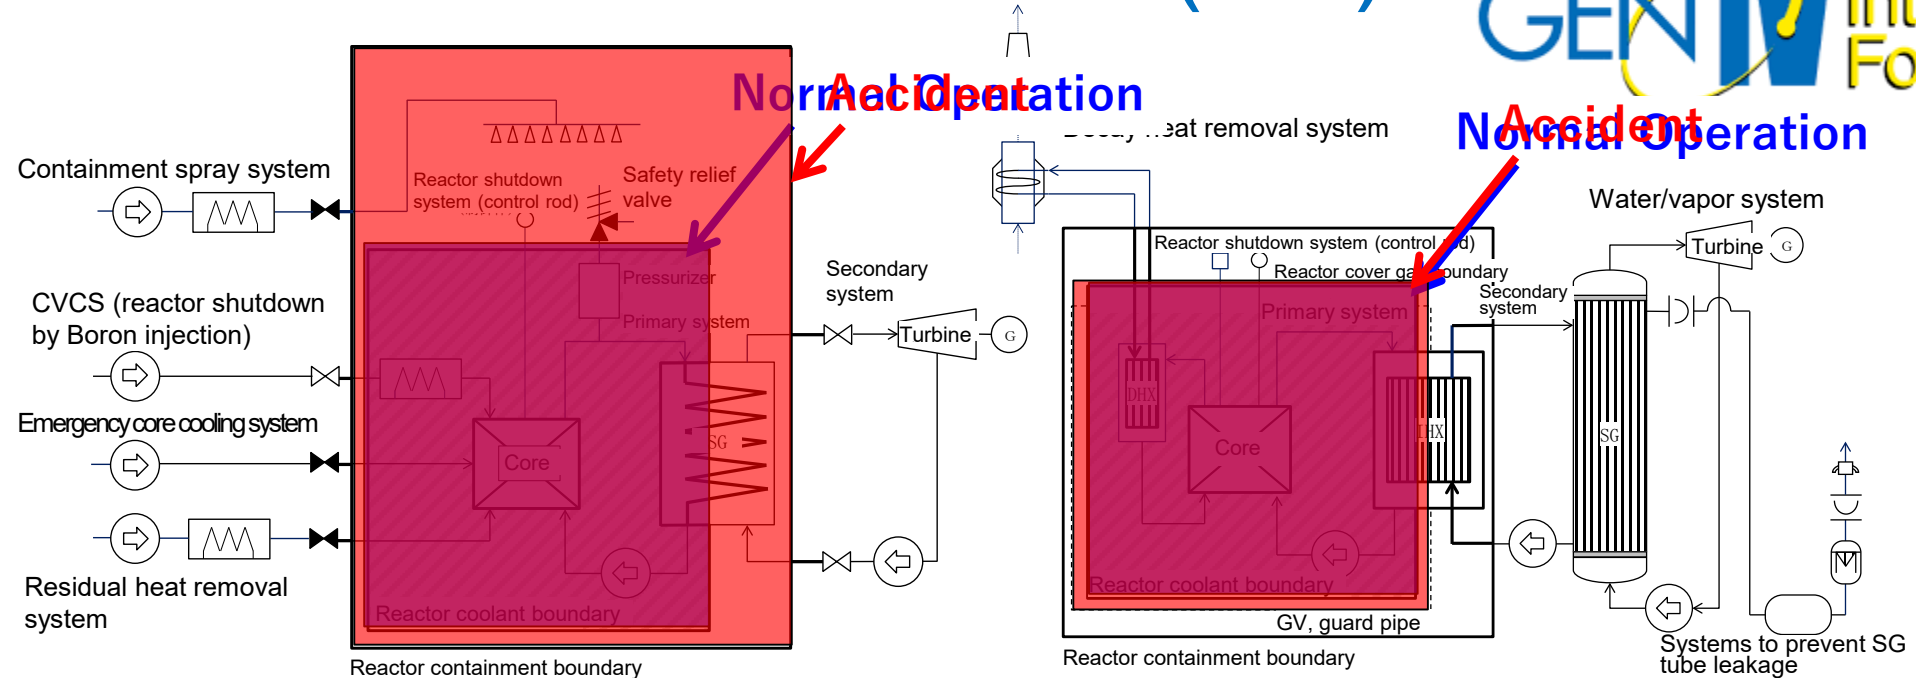 GEN IV
Normal Operation
Accident
Containment spray system
Reactor shutdown
system (control rod)
Safety relief
valve
Pressurizer
Primary system
CVCS (reactor shutdown
by Boron injection)
Emergency core cooling system
Residual heat removal
system
Core
SG
Reactor coolant boundary
Reactor containment boundary
Secondary
system
Turbine
G
Decay heat removal system
Accident
Normal Operation
Reactor shutdown system (control rod)
Reactor cover gas boundary
Primary system
DHX
Core
IHX
Reactor coolant boundary
GV, guard pipe
Reactor containment boundary
Secondary
system
Water/vapor system
Turbine
G
SG
Systems to prevent SG
tube leakage